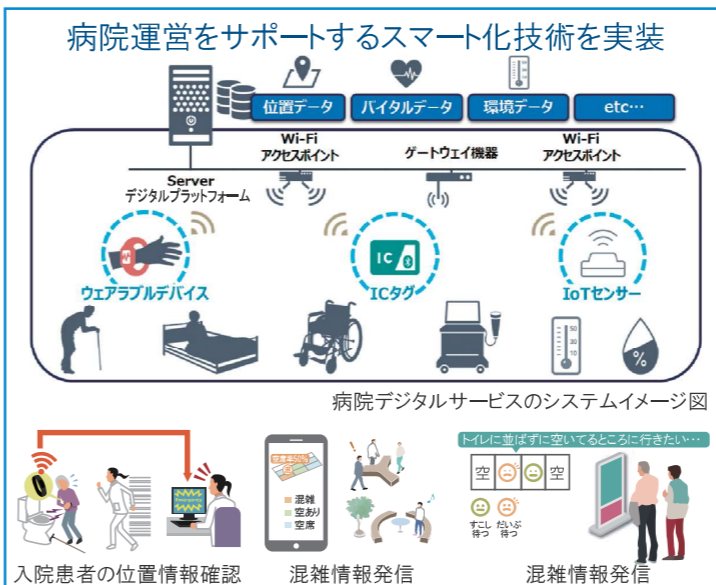 病院運営をサポートするスマート化技術を実装
位置データ
バイタルデータ
環境データ
etc…
Wi-Fi
アクセスポイント
ゲートウェイ機器
Wi-Fi
アクセスポイント
Server
デジタルプラットフォーム
IC
ウェアラブルデバイス
ICタグ
IoTセンサー
50
30
10
%
病院デジタルサービスのシステムイメージ図
トイレに並ばずに空いてるところに行きたい…
空席率50%
空
空
Emergency
混雑
空あり
空席
すこし
待つ
だいぶ
待つ
入院患者の位置情報確認
混雑情報発信
混雑情報発信